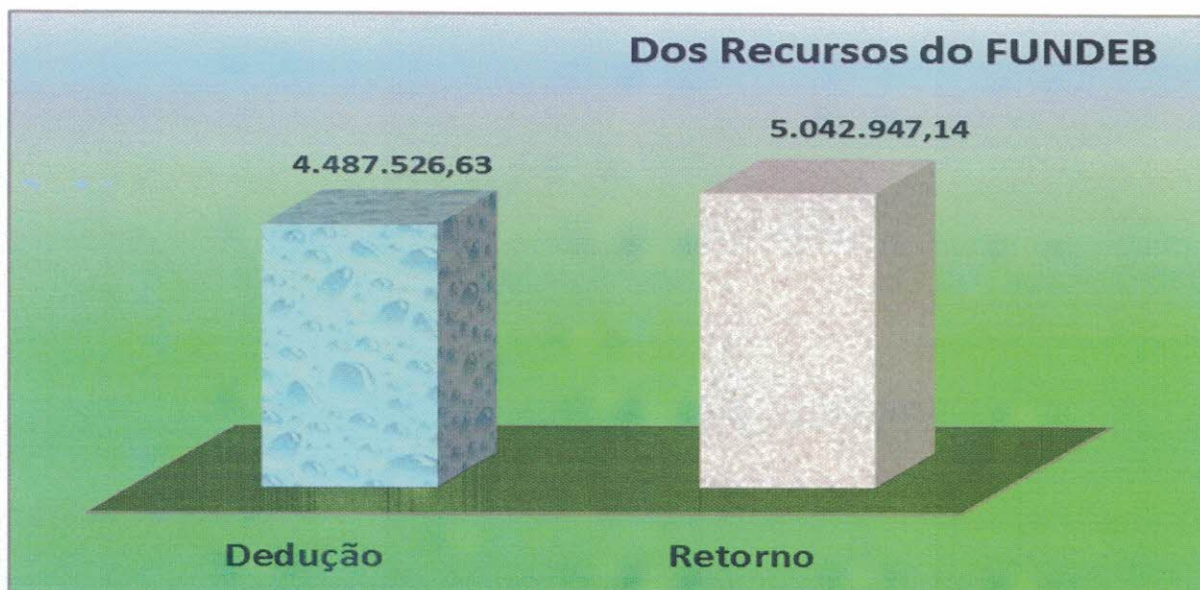 Dos Recursos do FUNDEB
5.042.947,14
4.487.526,63
Dedução
Retorno